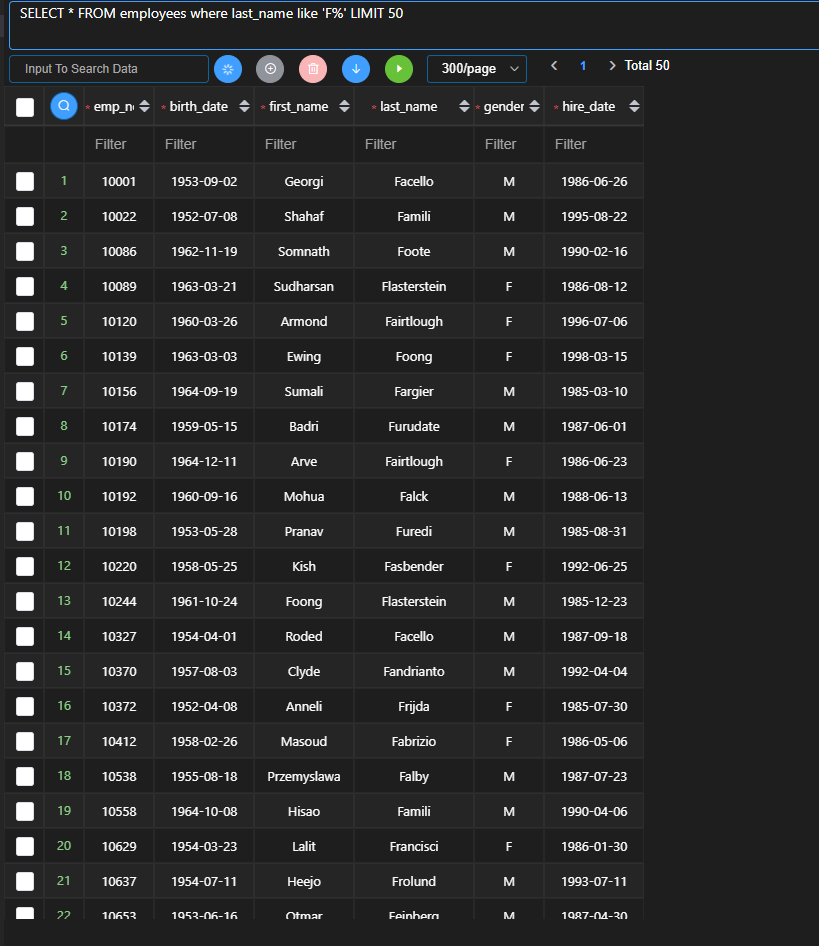 SELECT * FROM employees where last_name like 'F%' LIMIT 50
Input To Search Data 300/page 1 Total 50
* emp_n * birth_date * first_name * last_name * gender * hire_date
Filter Filter Filter Filter Filter Filter
1 10001 1953-09-02 Georgi Facello M 1986-06-26
2 10022 1952-07-08 Shahaf Famili M 1995-08-22
3 10086 1962-11-19 Somnath Foote M 1990-02-16
4 10089 1963-03-21 Sudharsan Flasterstein F 1986-08-12
5 10120 1960-03-26 Armond Fairtlough F 1996-07-06
6 10139 1963-03-03 Ewing Foong F 1998-03-15
7 10156 1964-09-19 Sumali Fargier M 1985-03-10
8 10174 1959-05-15 Badri Furudate M 1987-06-01
9 10190 1964-12-11 Arve Fairtlough F 1986-06-23
10 10192 1960-09-16 Mohua Falck M 1988-06-13
11 10198 1953-05-28 Pranav Furedi M 1985-08-31
12 10220 1958-05-25 Kish Fasbender F 1992-06-25
13 10244 1961-10-24 Foong Flasterstein M 1985-12-23
14 10327 1954-04-01 Roded Facello M 1987-09-18
15 10370 1957-08-03 Clyde Fandrianto M 1992-04-04
16 10372 1952-04-08 Anneli Frijda F 1985-07-30
17 10412 1958-02-26 Masoud Fabrizio F 1986-05-06
18 10538 1955-08-18 Przemyslawa Falby M 1987-07-23
19 10558 1964-10-08 Hisao Famili M 1990-04-06
20 10629 1954-03-23 Lalit Francisci F 1986-01-30
21 10637 1954-07-11 Heejo Frolund M 1993-07-11
22 10653 1953-06-16 Otmar Feinberg M 1987-04-30